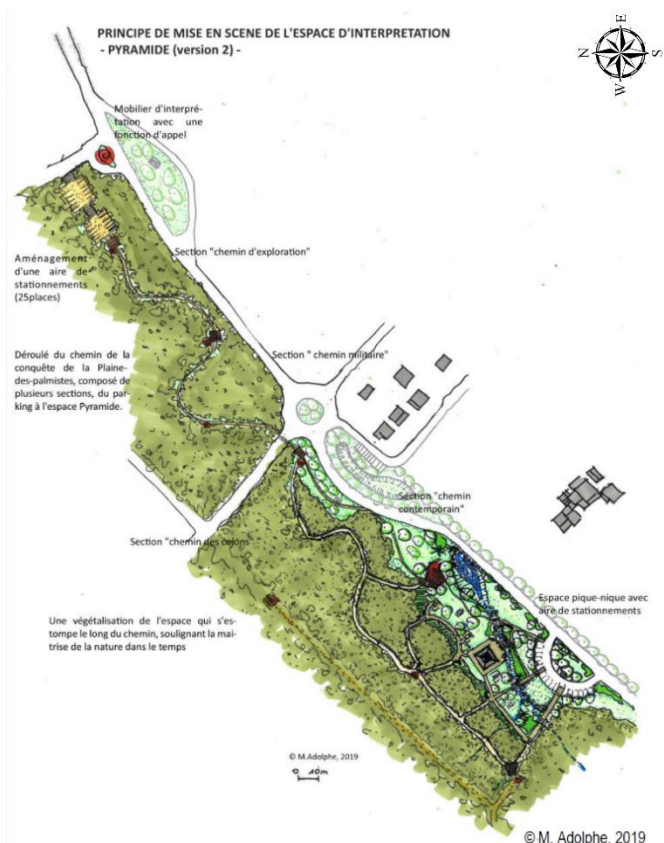 PRINCIPE DE MISE EN SCENE DE L'ESPACE D'INTERPRETATION
- PYRAMIDE (version 2) -
E
N
S
W
Mobilier d'interpré-
tation avec une
fonction d'appel
Section "chemin d'exploration"
Aménagement
d'une aire de
stationnements
(25places)
Section " chemin militaire"
Déroulé du chemin de la
conquête de la Plaine-
des-palmistes, composé de
plusieurs sections, du par-
king à l'espace Pyramide.
Section "chemin
contemporain"
Section "chemin des colons
Espace pique-nique avec
aire de stationnements
Une végétalisation de l'espace qui s'es-
tompe le long du chemin, soulignant la mai-
trise de la nature dans le temps
© M.Adolphe, 2019
0 10m
© M. Adolphe, 2019